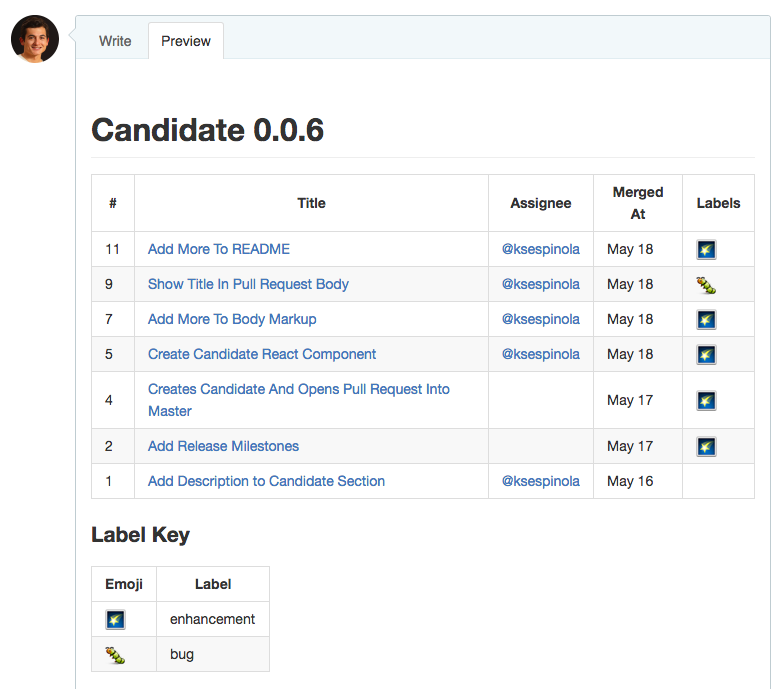 Write Preview
Candidate 0.0.6
# Title Assignee Merged At Labels
11 Add More To README @ksespinola May 18
9 Show Title In Pull Request Body @ksespinola May 18
7 Add More To Body Markup @ksespinola May 18
5 Create Candidate React Component @ksespinola May 18
4 Creates Candidate And Opens Pull Request Into Master May 17
2 Add Release Milestones May 17
1 Add Description to Candidate Section @ksespinola May 16
Label Key
Emoji Label
enhancement
bug